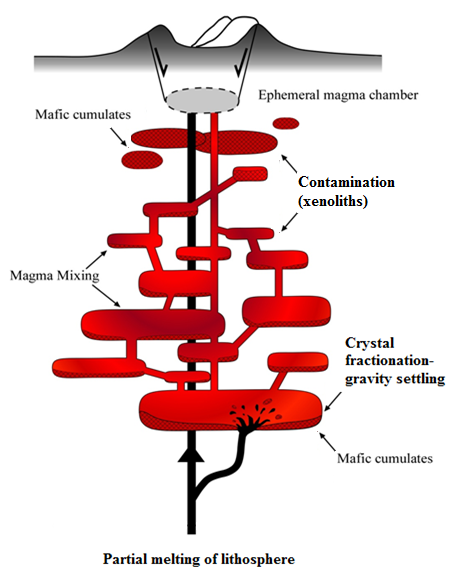 Ephemeral magma chamber
Mafic cumulates
Contamination
(xenoliths)
Magma Mixing
Crystal
fractionation-
gravity settling
Mafic cumulates
Partial melting of lithosphere